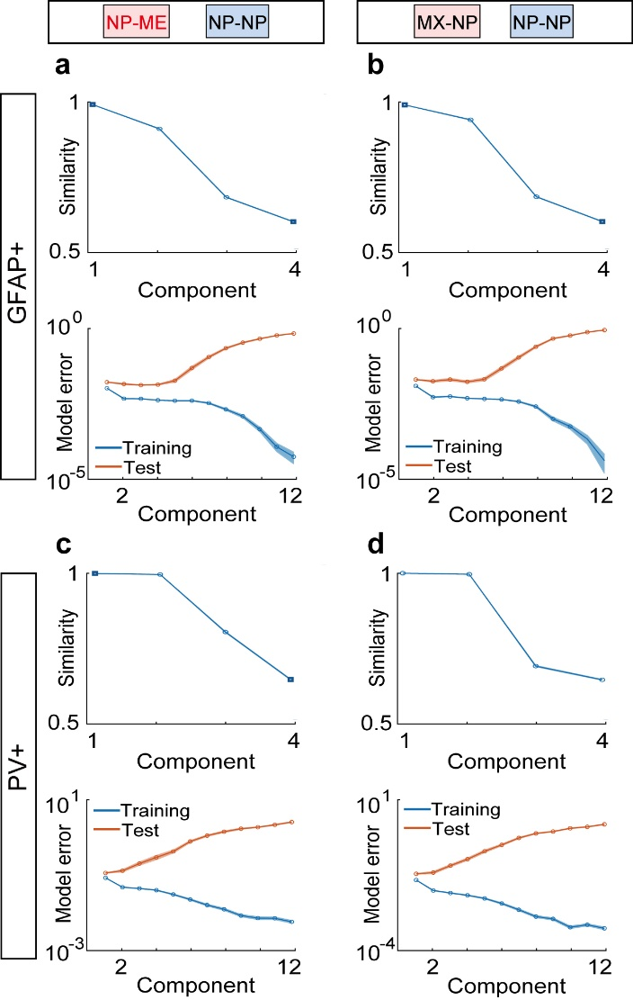 NP-ME NP-NP
MX-NP NP-NP
GFAP+
a
1
Similarity
0.5
1 4
Component
10^0
Model error
Training
Test
10^-5
2 12
Component
b
1
Similarity
0.5
1 4
Component
10^0
Model error
Training
Test
10^-5
2 12
Component
PV+
c
1
Similarity
0.5
1 4
Component
10^1
Training
Test
Model error
10^-3
2 12
Component
d
1
Similarity
0.5
1 4
Component
10^1
Training
Test
Model error
10^-4
2 12
Component